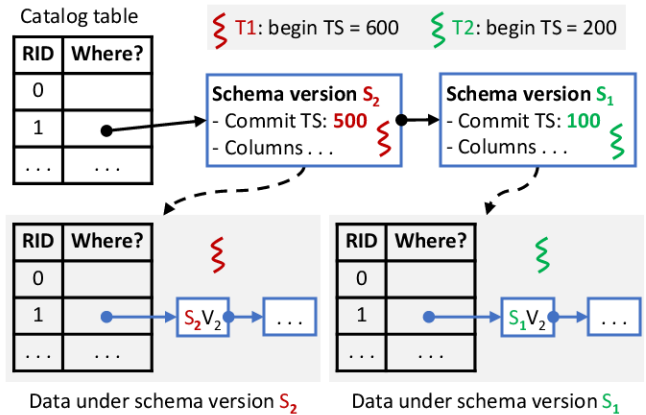 Catalog table
T1: begin TS = 600 T2: begin TS = 200
RID Where?
0
1
. . . . . .
Schema version S₂
- Commit TS: 500
- Columns . . .
Schema version S₁
- Commit TS: 100
- Columns . . .
RID Where?
0
1 S₂V₂ . . .
. . . . . .
Data under schema version S₂
RID Where?
0
1 S₁V₂ . . .
. . . . . .
Data under schema version S₁